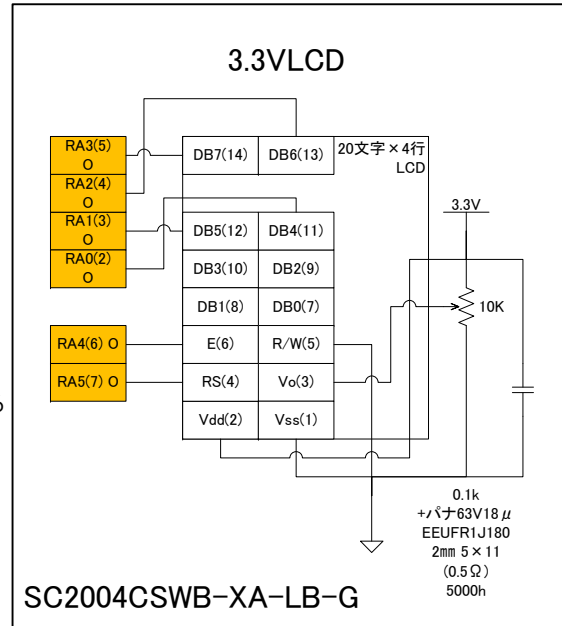 3.3VLCD
RA3(5)
O
RA2(4)
O
RA1(3)
O
RA0(2)
O
DB7(14) DB6(13)
20文字×4行
LCD
DB5(12) DB4(11)
DB3(10) DB2(9)
DB1(8) DB0(7)
RA4(6) O
E(6) R/W(5)
RA5(7) O
RS(4) Vo(3)
Vdd(2) Vss(1)
3.3V
10K
0.1k
+パナ63V18μ
EEUFR1J180
2mm 5×11
(0.5Ω)
5000h
SC2004CSWB-XA-LB-G